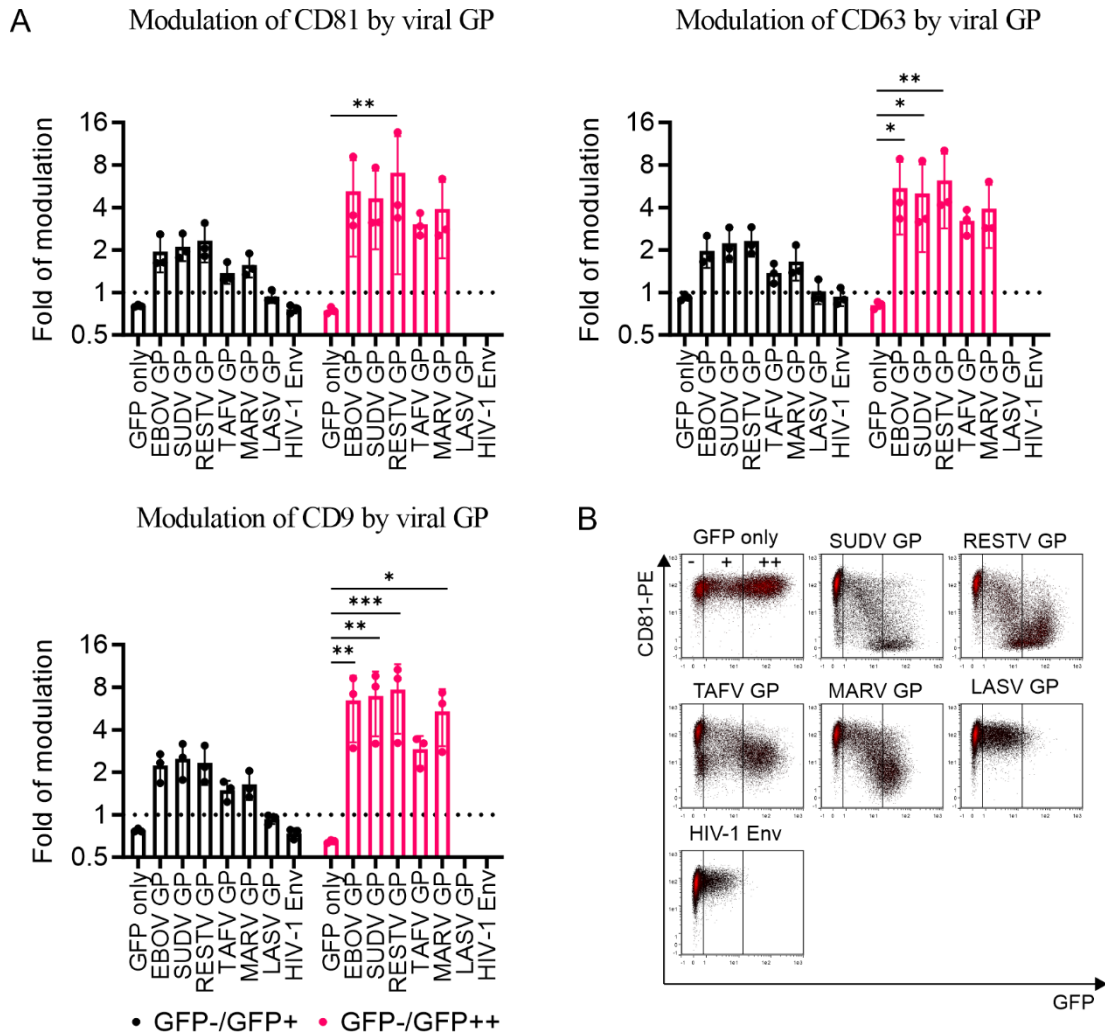 A
Modulation of CD81 by viral GP
Fold of modulation
16
8
4
2
1
0.5
**
GFP only
EBOV GP
SUDV GP
RESTV GP
TAFV GP
MARV GP
LASV GP
HIV-1 Env
GFP only
EBOV GP
SUDV GP
RESTV GP
TAFV GP
MARV GP
LASV GP
HIV-1 Env
Modulation of CD63 by viral GP
Fold of modulation
16
8
4
2
1
0.5
**
*
*
GFP only
EBOV GP
SUDV GP
RESTV GP
TAFV GP
MARV GP
LASV GP
HIV-1 Env
GFP only
EBOV GP
SUDV GP
RESTV GP
TAFV GP
MARV GP
LASV GP
HIV-1 Env
Modulation of CD9 by viral GP
Fold of modulation
16
8
4
2
1
0.5
*
***
**
**
GFP only
EBOV GP
SUDV GP
RESTV GP
TAFV GP
MARV GP
LASV GP
HIV-1 Env
GFP only
EBOV GP
SUDV GP
RESTV GP
TAFV GP
MARV GP
LASV GP
HIV-1 Env
GFP-/GFP+
GFP-/GFP++
B
CD81-PE
GFP only
- + ++
SUDV GP
RESTV GP
TAFV GP
MARV GP
LASV GP
HIV-1 Env
GFP